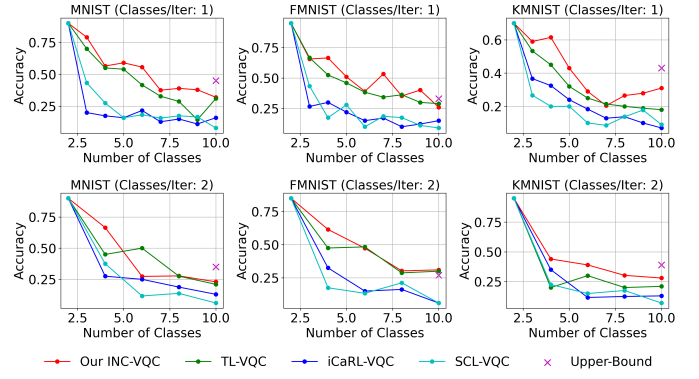 MNIST (Classes/Iter: 1)
Accuracy
0.75
0.50
0.25
2.5 5.0 7.5 10.0
Number of Classes
FMNIST (Classes/Iter: 1)
Accuracy
0.75
0.50
0.25
2.5 5.0 7.5 10.0
Number of Classes
KMNIST (Classes/Iter: 1)
Accuracy
0.6
0.4
0.2
2.5 5.0 7.5 10.0
Number of Classes
MNIST (Classes/Iter: 2)
Accuracy
0.75
0.50
0.25
2.5 5.0 7.5 10.0
Number of Classes
FMNIST (Classes/Iter: 2)
Accuracy
0.75
0.50
0.25
2.5 5.0 7.5 10.0
Number of Classes
KMNIST (Classes/Iter: 2)
Accuracy
0.75
0.50
0.25
2.5 5.0 7.5 10.0
Number of Classes
Our INC-VQC TL-VQC iCaRL-VQC SCL-VQC Upper-Bound